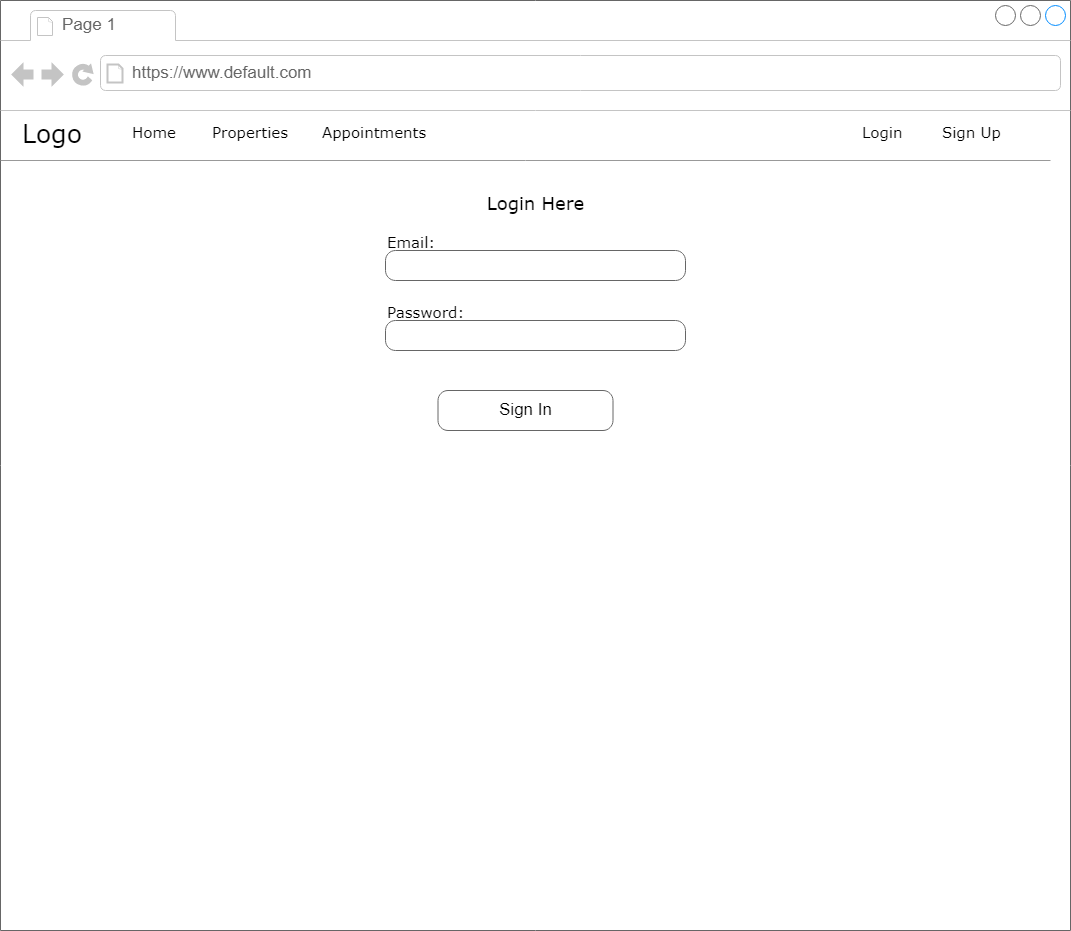 Page 1
https://www.default.com
Logo Home Properties Appointments Login Sign Up
Login Here
Email:
Password:
Sign In